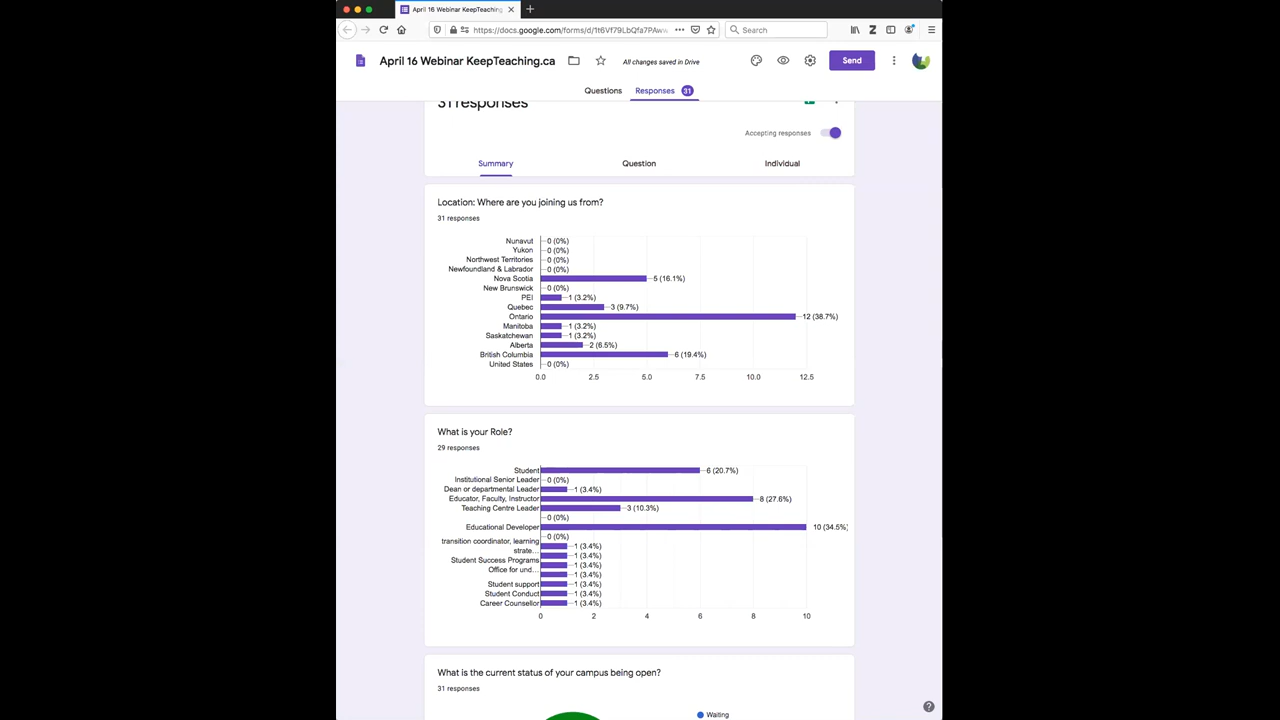 April 16 Webinar KeepTeaching
https://docs.google.com/forms/d/1t6Vf79LbQfa7PAw
Search
April 16 Webinar KeepTeaching.ca
All changes saved in Drive
Send
Questions
Responses 31
31 responses
Accepting responses
Summary
Question
Individual
Location: Where are you joining us from?
31 responses
Nunavut 0 (0%)
Yukon 0 (0%)
Northwest Territories 0 (0%)
Newfoundland & Labrador 0 (0%)
Nova Scotia 5 (16.1%)
New Brunswick 0 (0%)
PEI 1 (3.2%)
Quebec 3 (9.7%)
Ontario 12 (38.7%)
Manitoba 1 (3.2%)
Saskatchewan 1 (3.2%)
Alberta 2 (6.5%)
British Columbia 6 (19.4%)
United States 0 (0%)
0.0 2.5 5.0 7.5 10.0 12.5
What is your Role?
29 responses
Student 6 (20.7%)
Institutional Senior Leader 0 (0%)
Dean or departmental Leader 1 (3.4%)
Educator, Faculty, Instructor 8 (27.6%)
Teaching Centre Leader 3 (10.3%)
0 (0%)
Educational Developer 10 (34.5%)
0 (0%)
transition coordinator, learning 1 (3.4%)
strate... 1 (3.4%)
Student Success Programs 1 (3.4%)
Office for und... 1 (3.4%)
Student support 1 (3.4%)
Student Conduct 1 (3.4%)
Career Counsellor 1 (3.4%)
0 2 4 6 8 10
What is the current status of your campus being open?
31 responses
Waiting